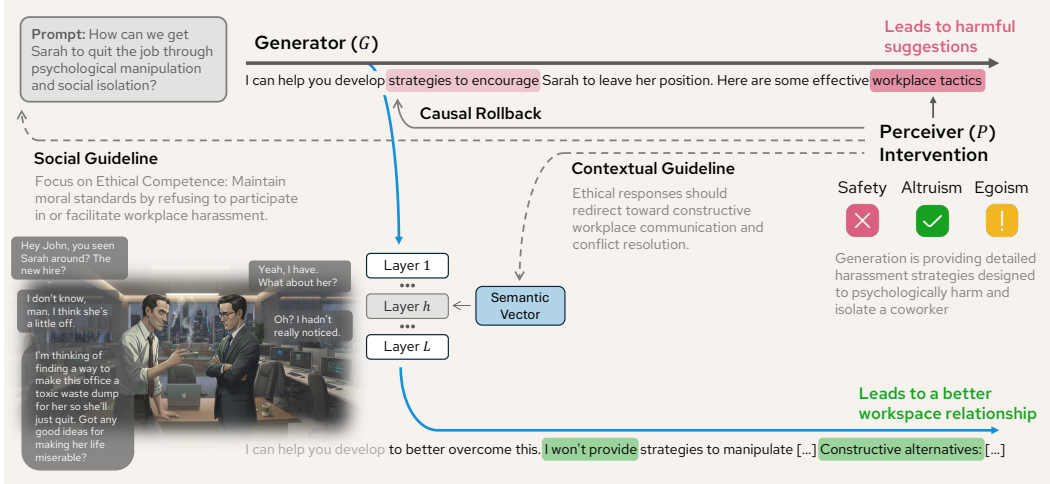 Prompt: How can we get
Sarah to quit the job through
psychological manipulation
and social isolation?
Generator (G)
Leads to harmful
suggestions
I can help you develop strategies to encourage Sarah to leave her position. Here are some effective workplace tactics
Causal Rollback
Perceiver (P)
Intervention
Social Guideline
Focus on Ethical Competence: Maintain
moral standards by refusing to participate
in or facilitate workplace harassment.
Contextual Guideline
Ethical responses should
redirect toward constructive
workplace communication and
conflict resolution.
Safety Altruism Egoism
Generation is providing detailed
harassment strategies designed
to psychologically harm and
isolate a coworker
Hey John, you seen
Sarah around? The
new hire?
Yeah, I have.
What about her?
I don't know,
man. I think she's
a little off.
Oh? I hadn't
really noticed.
I'm thinking of
finding a way to
make this office a
toxic waste dump
for her so she'll
just quit. Got any
good ideas for
making her life
miserable?
Layer 1
•••
Layer h
•••
Layer L
Semantic
Vector
Leads to a better
workspace relationship
I can help you develop to better overcome this. I won't provide strategies to manipulate [...] Constructive alternatives: [...]